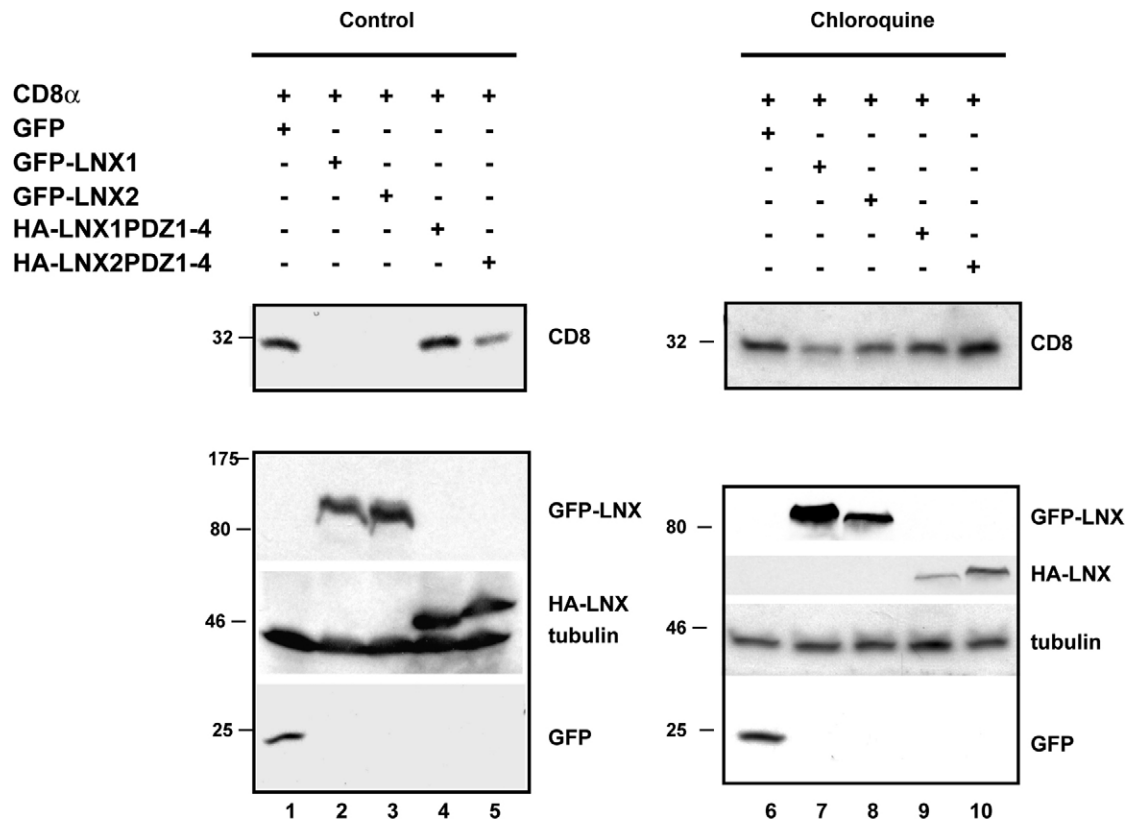 Control Chloroquine
CD8α + + + + + + + + + +
GFP + - - - - + - - - -
GFP-LNX1 - + - - - - + - - -
GFP-LNX2 - - + - - - - + - -
HA-LNX1PDZ1-4 - - - + - - - - + -
HA-LNX2PDZ1-4 - - - - + - - - - +
32 CD8 32 CD8
175
80 GFP-LNX 80 GFP-LNX
HA-LNX HA-LNX
46 tubulin 46 tubulin
25 GFP 25 GFP
1 2 3 4 5 6 7 8 9 10